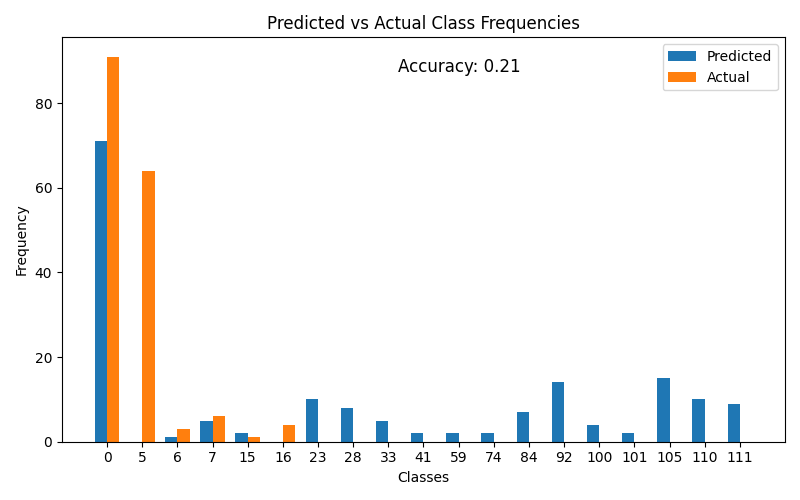 Predicted vs Actual Class Frequencies
Accuracy: 0.21
Predicted
Actual
Frequency
80
60
40
20
0
0 5 6 7 15 16 23 28 33 41 59 74 84 92 100 101 105 110 111
Classes